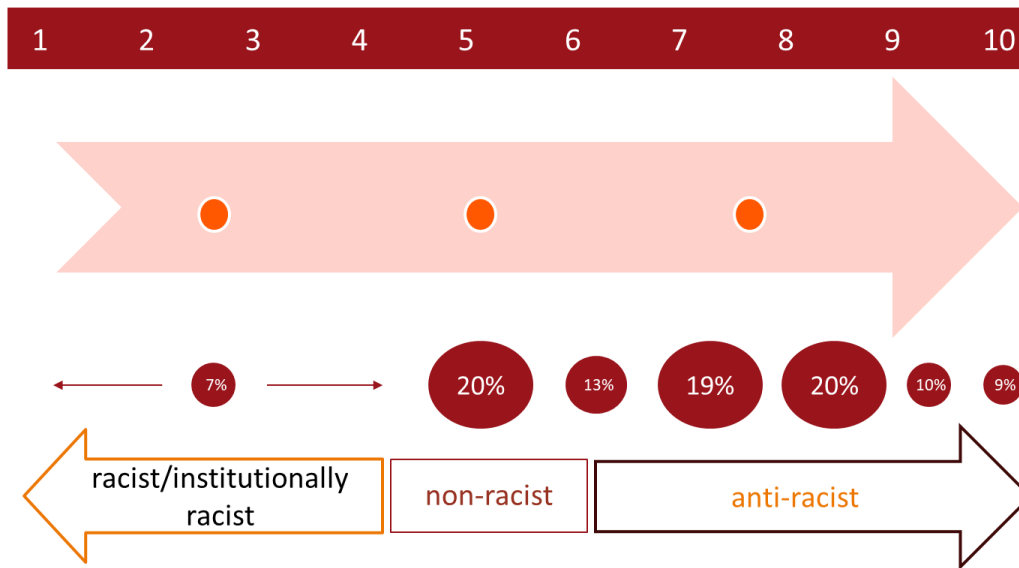 1 2 3 4 5 6 7 8 9 10
7% 20% 13% 19% 20% 10% 9%
racist/institutionally
racist
non-racist
anti-racist